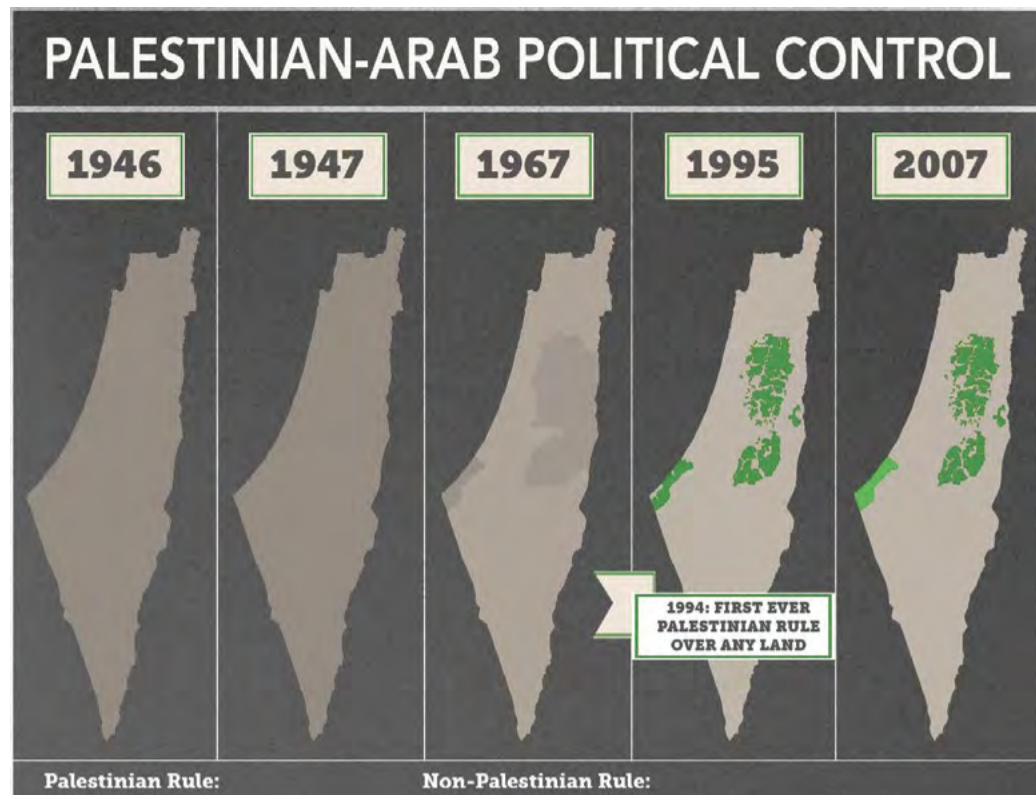 PALESTINIAN-ARAB POLITICAL CONTROL
1946
1947
1967
1995
2007
1994: FIRST EVER
PALESTINIAN RULE
OVER ANY LAND
Palestinian Rule:
Non-Palestinian Rule: